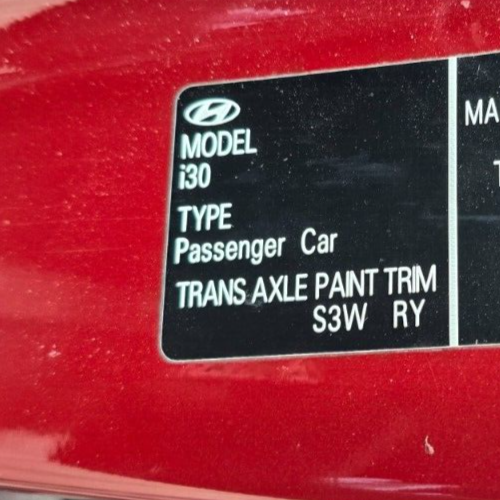 MODEL
i30
TYPE
Passenger Car
TRANS AXLE PAINT TRIM
S3W RY
MA
T